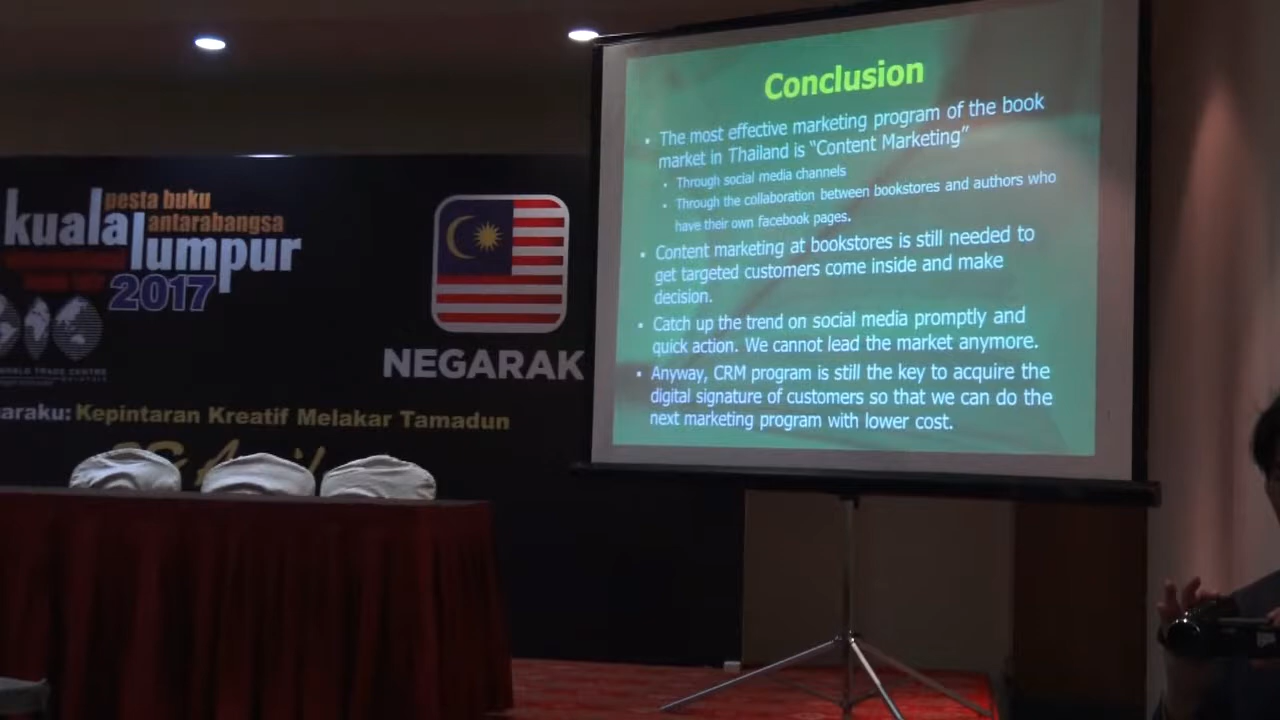 pesta buku
antarabangsa
kuala
lumpur
2017
WORLD TRADE CENTRE
NEGARAK
araku: Kepintaran Kreatif Melakar Tamadun
Conclusion
• The most effective marketing program of the book
market in Thailand is “Content Marketing”
• Through social media channels
• Through the collaboration between bookstores and authors who
have their own facebook pages.
• Content marketing at bookstores is still needed to
get targeted customers come inside and make
decision.
• Catch up the trend on social media promptly and
quick action. We cannot lead the market anymore.
• Anyway, CRM program is still the key to acquire the
digital signature of customers so that we can do the
next marketing program with lower cost.